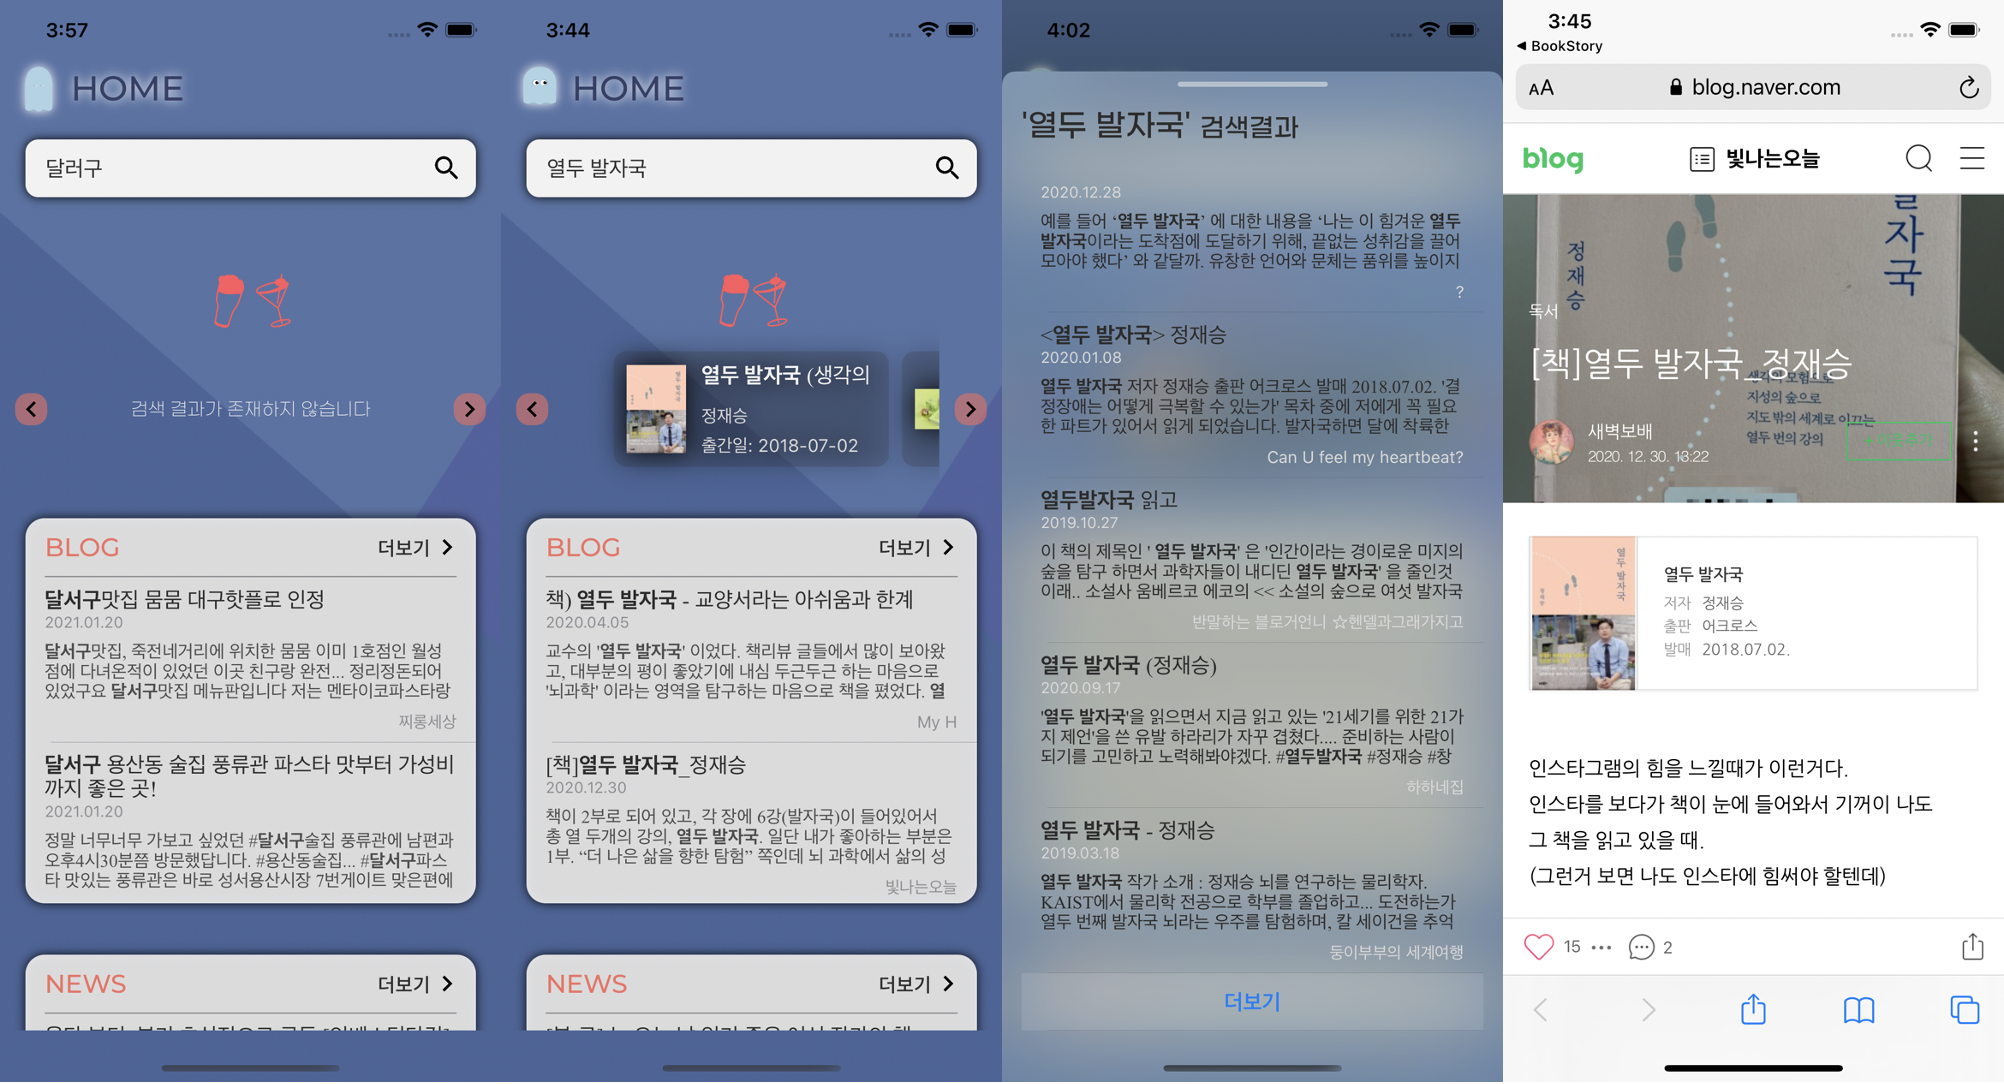 3:57
HOME
달러구
검색 결과가 존재하지 않습니다
BLOG
더보기
달서구맛집 뭄뭄 대구핫플로 인정
2021.01.20
달서구맛집, 죽전네거리에 위치한 뭄뭄 이미 1호점인 월성
점에 다녀온적이 있었던 이곳 친구랑 완전... 정리정돈되어
있었구요 달서구맛집 메뉴판입니다 저는 멘타이코파스타랑
찌롱세상
달서구 용산동 술집 풍류관 파스타 맛부터 가성비
까지 좋은 곳!
2021.01.20
정말 너무너무 가보고 싶었던 #달서구술집 풍류관에 남편과
오후4시30분쯤 방문했답니다. #용산동술집... #달서구파스
타 맛있는 풍류관은 바로 성서용산시장 7번게이트 맞은편에
NEWS
더보기
3:44
HOME
열두 발자국
열두 발자국 (생각의
정재승
출간일: 2018-07-02
BLOG
더보기
책) 열두 발자국 - 교양서라는 아쉬움과 한계
2020.04.05
교수의 '열두 발자국' 이었다. 책리뷰 글들에서 많이 보아왔
고, 대부분의 평이 좋았기에 내심 두근두근 하는 마음으로
'뇌과학' 이라는 영역을 탐구하는 마음으로 책을 폈었다. 열
My H
[책]열두 발자국_정재승
2020.12.30
책이 2부로 되어 있고, 각 장에 6강(발자국)이 들어있어서
총 열 두개의 강의, 열두 발자국. 일단 내가 좋아하는 부분은
1부. “더 나은 삶을 향한 탐험” 쪽인데 뇌 과학에서 삶의 성
빛나는오늘
NEWS
더보기
4:02
'열두 발자국' 검색결과
2020.12.28
예를 들어 ‘열두 발자국’ 에 대한 내용을 ‘나는 이 힘겨운 열두
발자국이라는 도착점에 도달하기 위해, 끝없는 성취감을 끌어
모아야 했다’ 와 같달까. 유창한 언어와 문체는 품위를 높이지
?
<열두 발자국> 정재승
2020.01.08
열두 발자국 저자 정재승 출판 어크로스 발매 2018.07.02. '결
정장애는 어떻게 극복할 수 있는가' 목차 중에 저에게 꼭 필요
한 파트가 있어서 읽게 되었습니다. 발자국하면 달에 착륙한
Can U feel my heartbeat?
열두발자국 읽고
2019.10.27
이 책의 제목인 ' 열두 발자국' 은 '인간이라는 경이로운 미지의
숲을 탐구 하면서 과학자들이 내디딘 열두 발자국' 을 줄인것
이래.. 소설사 움베르코 에코의 << 소설의 숲으로 여섯 발자국
반말하는 블로거언니 ☆헨델과그래가지고
열두 발자국 (정재승)
2020.09.17
'열두 발자국'을 읽으면서 지금 읽고 있는 '21세기를 위한 21가
지 제언'을 쓴 유발 하라리가 자꾸 겹쳤다.... 준비하는 사람이
되기를 고민하고 노력해봐야겠다. #열두발자국 #정재승 #창
하하네집
열두 발자국 - 정재승
2019.03.18
열두 발자국 작가 소개 : 정재승 뇌를 연구하는 물리학자.
KAIST에서 물리학 전공으로 학부를 졸업하고... 도전하는가
열두 번째 발자국 뇌라는 우주를 탐험하며, 칼 세이건을 추억
둥이부부의 세계여행
더보기
3:45
BookStory
AA
blog.naver.com
blog
빛나는오늘
발자국
정재승
독서
[책]열두 발자국_정재승
생각의 모험으로
지성의 숲으로
지도 밖의 세계로 이끄는
열두 번의 강의
새벽보배
2020. 12. 30. 13:22
+이웃추가
열두 발자국
정재승
열두 발자국
저자 정재승
출판 어크로스
발매 2018.07.02.
인스타그램의 힘을 느낄때가 이런거다.
인스타를 보다가 책이 눈에 들어와서 기꺼이 나도
그 책을 읽고 있을 때.
(그런거 보면 나도 인스타에 힘써야 할텐데)
15
2